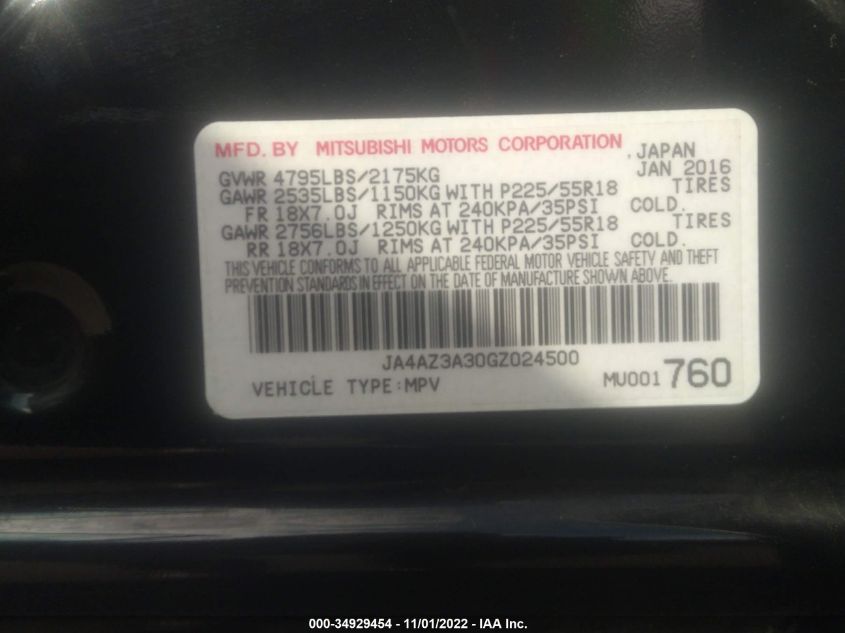 MFD. BY MITSUBISHI MOTORS CORPORATION , JAPAN
GVWR 4795LBS/2175KG JAN 2016
GAWR 2535LBS/1150KG WITH P225/55R18 TIRES
FR 18X7.0J RIMS AT 240KPA/35PSI COLD.
GAWR 2756LBS/1250KG WITH P225/55R18 TIRES
RR 18X7.0J RIMS AT 240KPA/35PSI COLD.
THIS VEHICLE CONFORMS TO ALL APPLICABLE FEDERAL MOTOR VEHICLE SAFETY AND THEFT
PREVENTION STANDARDS IN EFFECT ON THE DATE OF MANUFACTURE SHOWN ABOVE.
JA4AZ3A30GZ024500
VEHICLE TYPE:MPV MU001 760
000-34929454 - 11/01/2022 - IAA Inc.